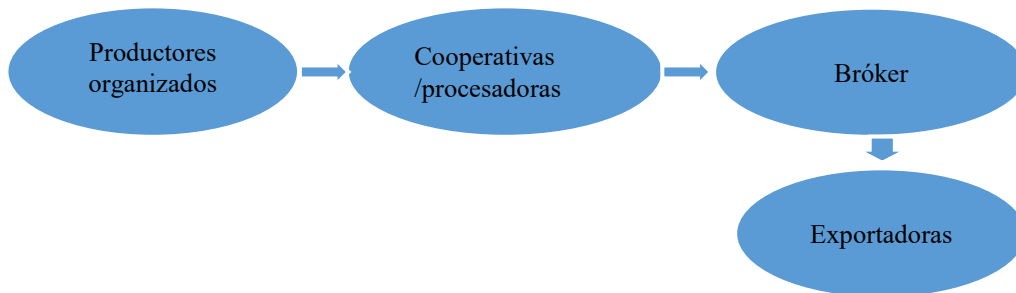 Productores
organizados
Cooperativas
/procesadoras
Bróker
Exportadoras